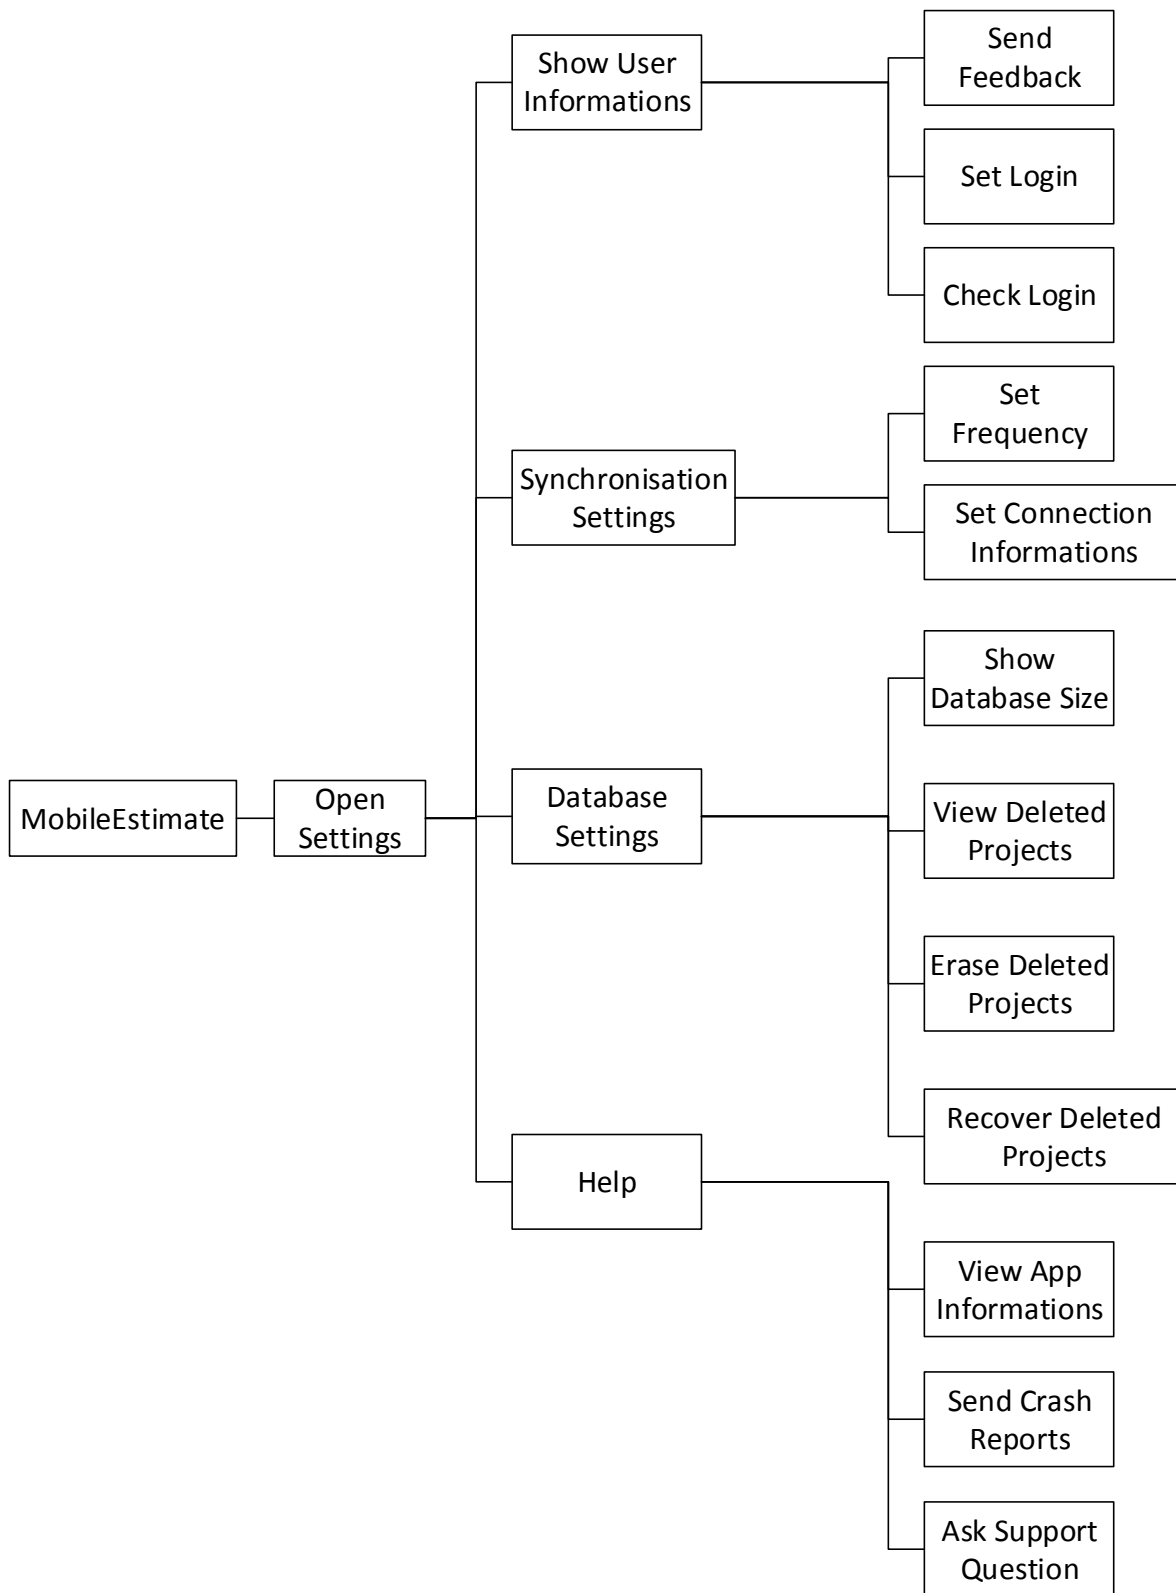 Send
Feedback
Show User
Informations
Set Login
Check Login
Set
Frequency
Synchronisation
Settings
Set Connection
Informations
Show
Database Size
MobileEstimate
Open
Settings
Database
Settings
View Deleted
Projects
Erase Deleted
Projects
Recover Deleted
Projects
Help
View App
Informations
Send Crash
Reports
Ask Support
Question